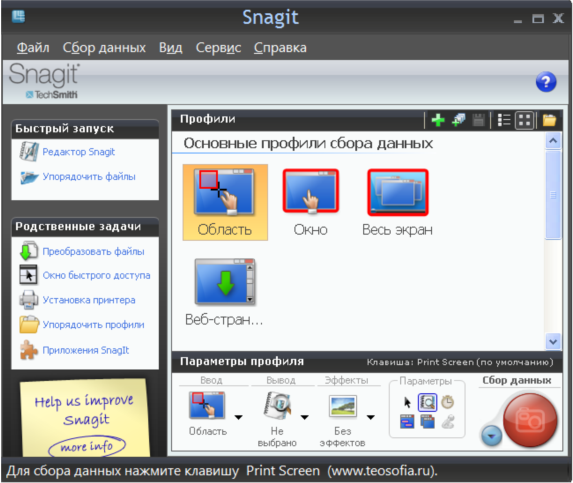 Snagit
Файл Сбор данных Вид Сервис Справка
Snagit
TechSmith
Быстрый запуск
Редактор Snagit
Упорядочить файлы
Родственные задачи
Преобразовать файлы
Окно быстрого доступа
Установка принтера
Упорядочить профили
Приложения SnagIt
Help us improve
Snagit
more info
Профили
Основные профили сбора данных
Область
Окно
Весь экран
Веб-стран...
Параметры профиля
Клавиша: Print Screen (по умолчанию)
Ввод
Вывод
Эффекты
Параметры
Сбор данных
Область
Не
выбрано
Без
эффектов
Для сбора данных нажмите клавишу Print Screen (www.teosofia.ru).